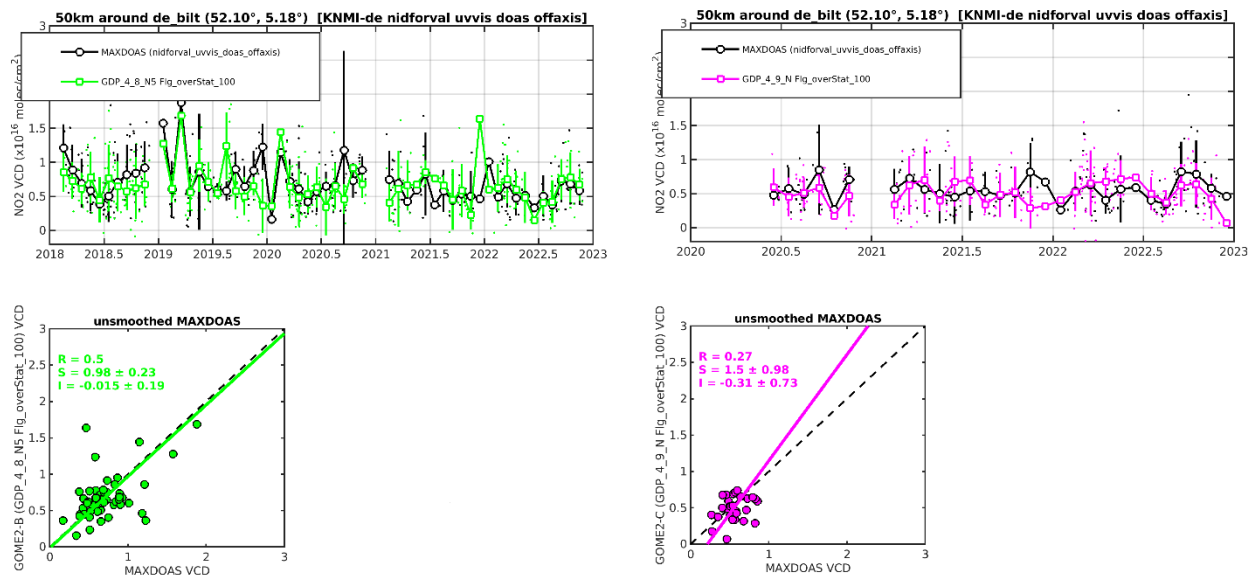 50km around de_bilt (52.10°, 5.18°) [KNMI-de nidforval uvvis doas offaxis]
3
MAXDOAS (nidforval_uvvis_doas_offaxis)
GDP_4_8_N5 Flg_overStat_100
NO2 VCD (x10^16 molec/cm^2)
1.5
1
0.5
0
2018 2018.5 2019 2019.5 2020 2020.5 2021 2021.5 2022 2022.5 2023
50km around de_bilt (52.10°, 5.18°) [KNMI-de nidforval uvvis doas offaxis]
3
MAXDOAS (nidforval_uvvis_doas_offaxis)
GDP_4_9_N Flg_overStat_100
NO2 VCD (x10^16 molec/cm^2)
1.5
1
0.5
0
2020 2020.5 2021 2021.5 2022 2022.5 2023
unsmoothed MAXDOAS
GOME2-B (GDP_4_8_N5 Flg_overStat_100) VCD
3
2.5
2
1.5
1
0.5
0
R = 0.5
S = 0.98 ± 0.23
I = -0.015 ± 0.19
0 1 2 3
MAXDOAS VCD
unsmoothed MAXDOAS
GOME2-C (GDP_4_9_N Flg_overStat_100) VCD
3
2.5
2
1.5
1
0.5
0
R = 0.27
S = 1.5 ± 0.98
I = -0.31 ± 0.73
0 1 2 3
MAXDOAS VCD